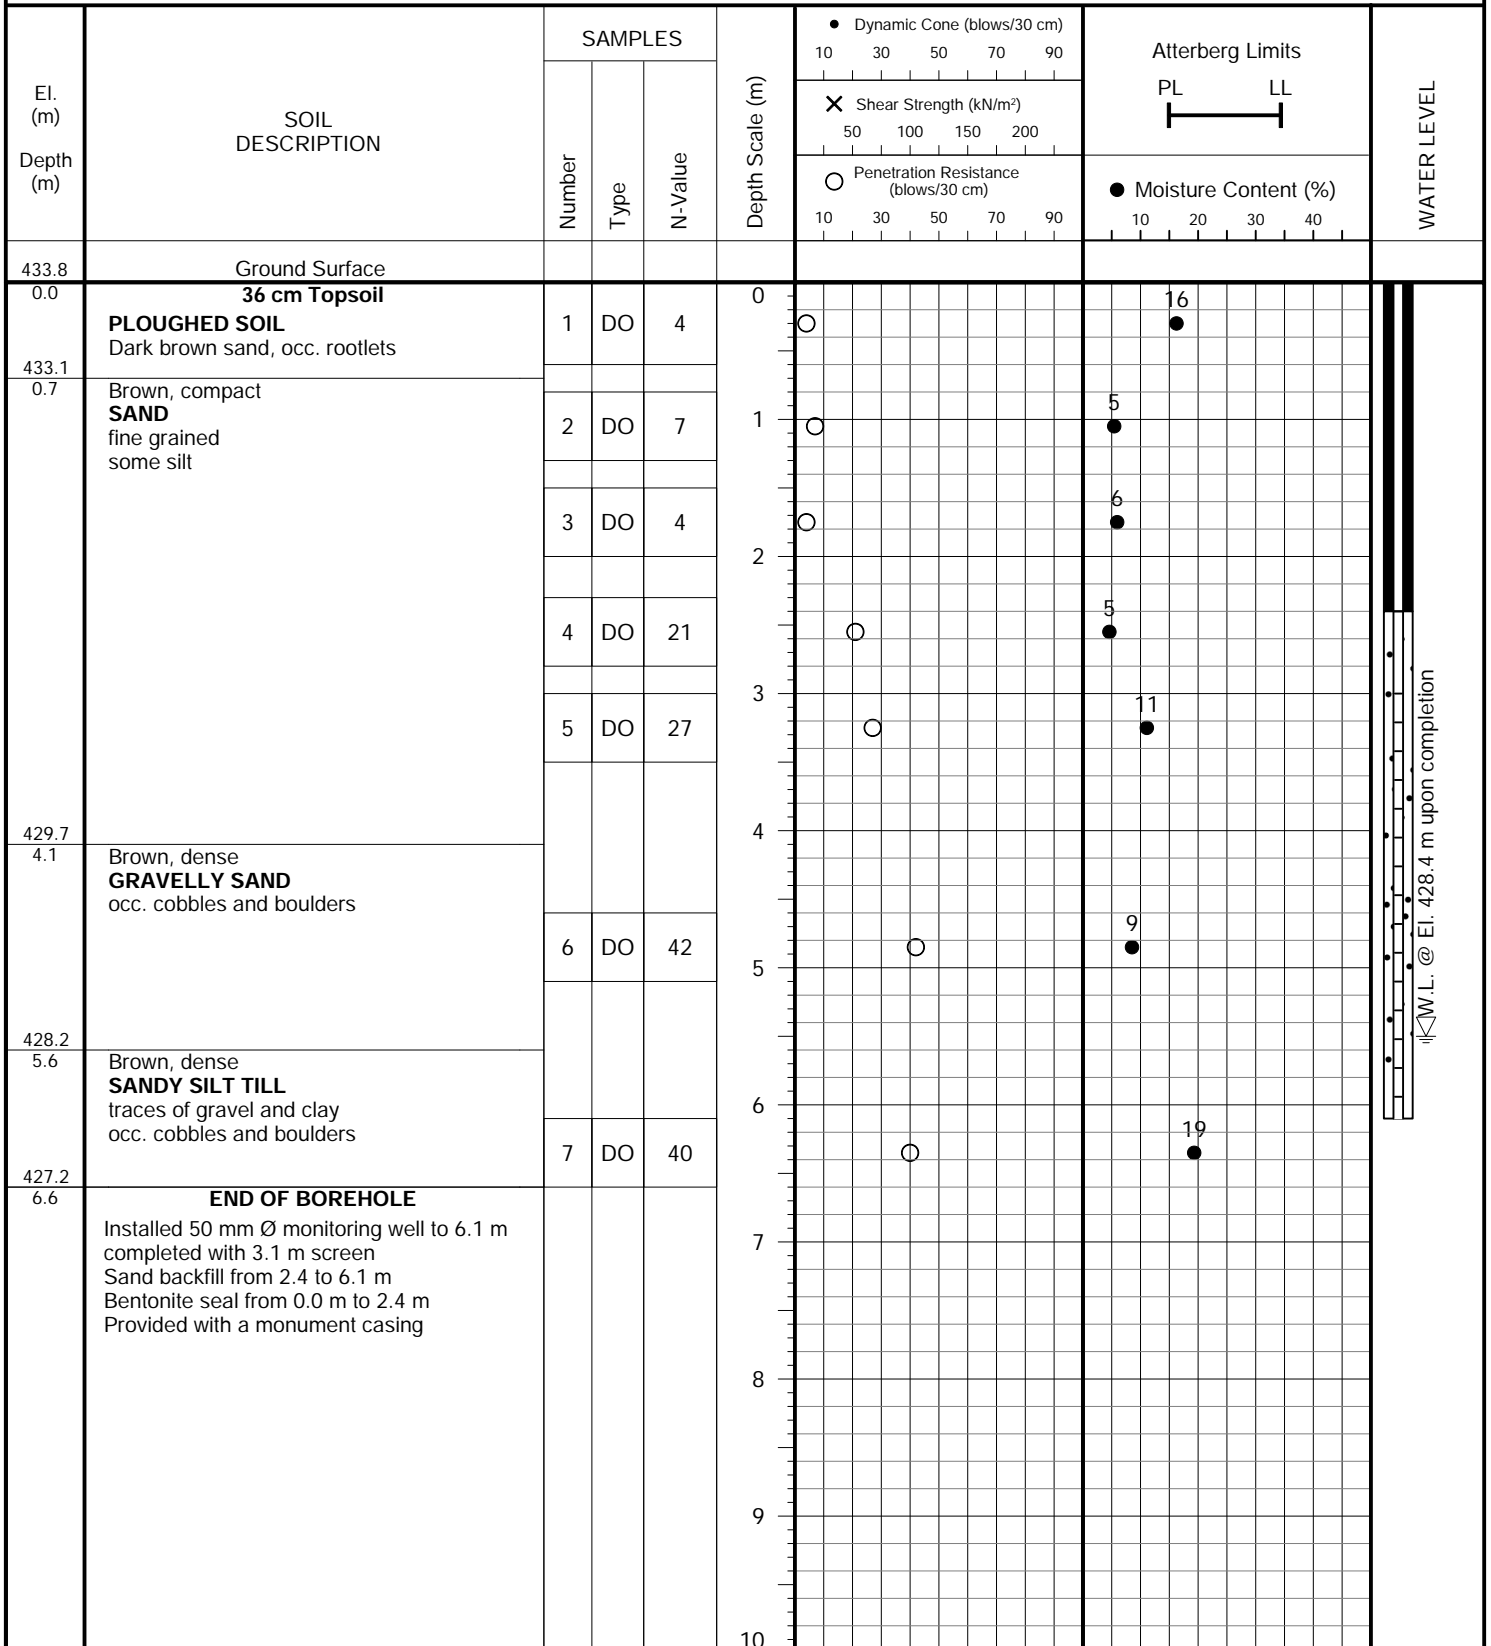 El.
(m)
Depth
(m)
SOIL
DESCRIPTION
SAMPLES
Number
Type
N-Value
Depth Scale (m)
● Dynamic Cone (blows/30 cm)
10 30 50 70 90
✕ Shear Strength (kN/m²)
50 100 150 200
○ Penetration Resistance
(blows/30 cm)
10 30 50 70 90
Atterberg Limits
PL LL
● Moisture Content (%)
10 20 30 40
WATER LEVEL
433.8 Ground Surface
0.0 36 cm Topsoil
PLOUGHED SOIL
Dark brown sand, occ. rootlets
1 DO 4
0
16
433.1
0.7 Brown, compact
SAND
fine grained
some silt
2 DO 7
1
5
3 DO 4
6
2
4 DO 21
5
3
5 DO 27
11
429.7
4
4.1 Brown, dense
GRAVELLY SAND
occ. cobbles and boulders
6 DO 42
9
5
428.2
5.6 Brown, dense
SANDY SILT TILL
traces of gravel and clay
occ. cobbles and boulders
6
7 DO 40
19
427.2
6.6 END OF BOREHOLE
Installed 50 mm Ø monitoring well to 6.1 m
completed with 3.1 m screen
Sand backfill from 2.4 to 6.1 m
Bentonite seal from 0.0 m to 2.4 m
Provided with a monument casing
7
8
9
10
W.L. @ El. 428.4 m upon completion